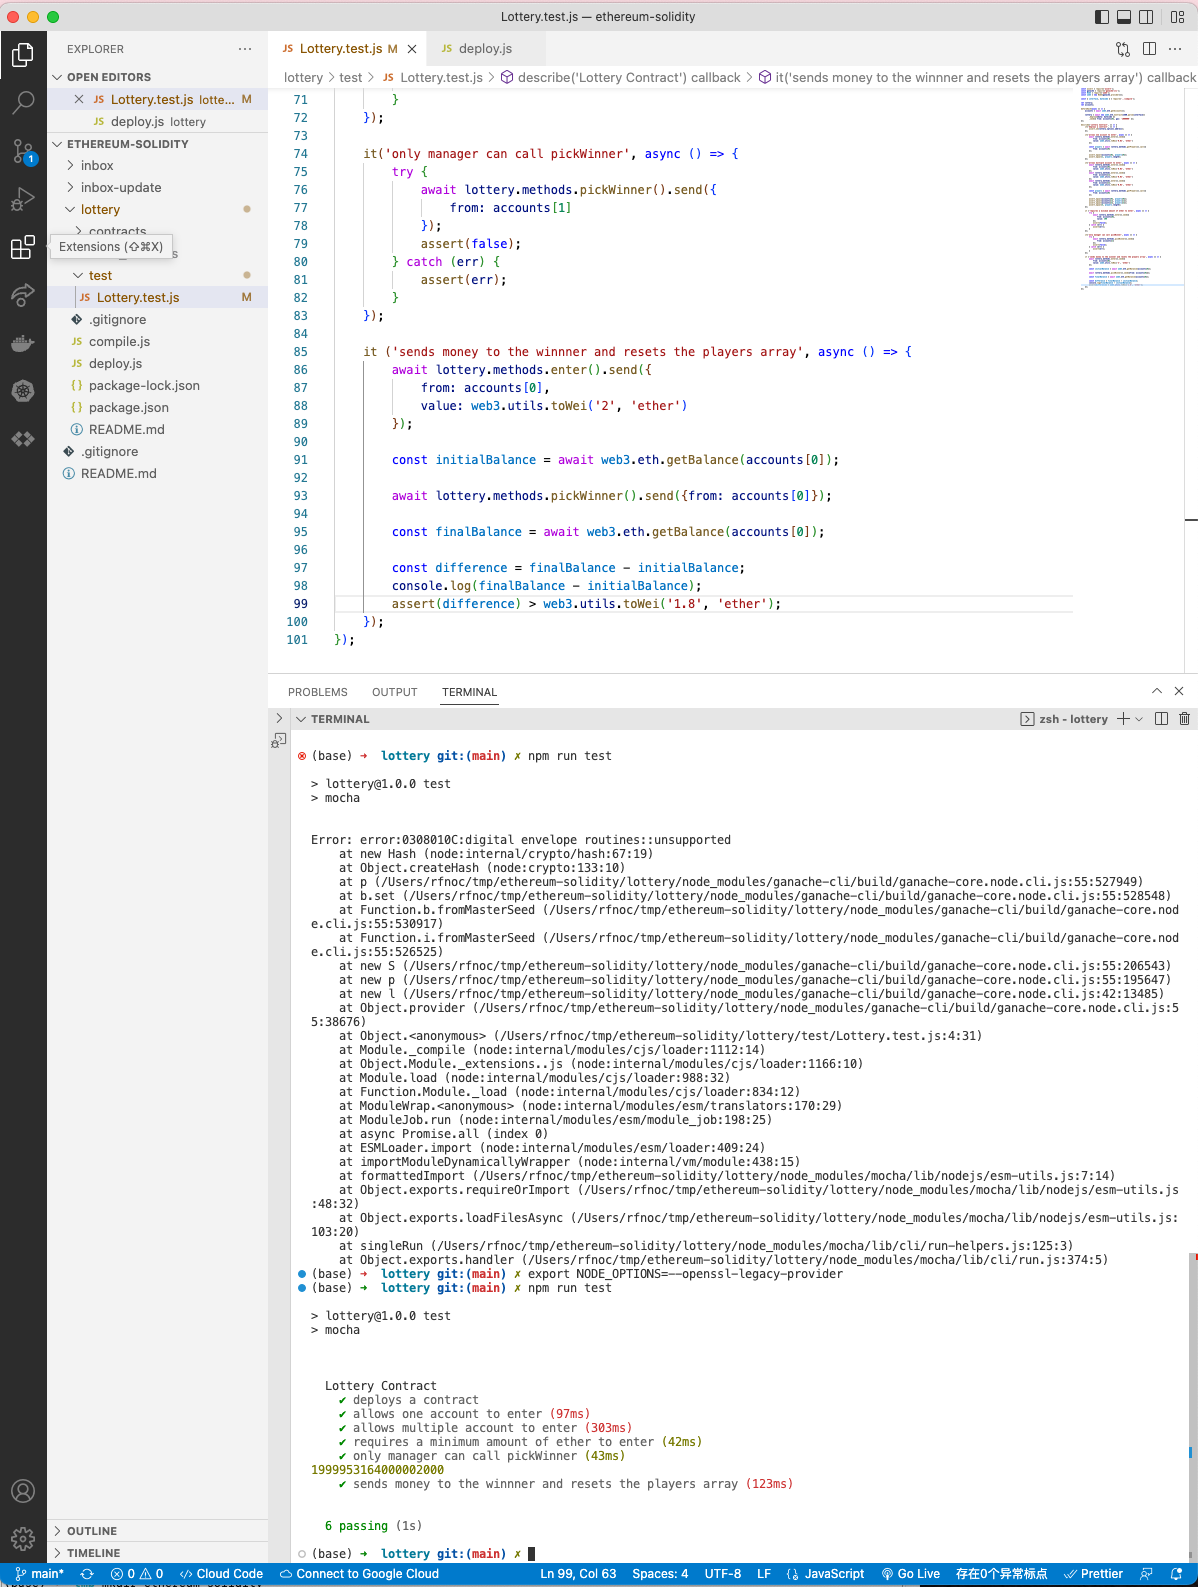 Lottery.test.js — ethereum-solidity
EXPLORER
OPEN EDITORS
JS Lottery.test.js lotte... M
JS deploy.js lottery
ETHEREUM-SOLIDITY
inbox
inbox-update
lottery
contracts
Extensions (⇧⌘X)
test
JS Lottery.test.js M
.gitignore
JS compile.js
JS deploy.js
{} package-lock.json
{} package.json
README.md
.gitignore
README.md
OUTLINE
TIMELINE
JS Lottery.test.js M
JS deploy.js
lottery > test > JS Lottery.test.js > describe('Lottery Contract') callback > it('sends money to the winnner and resets the players array') callback
71 }
72 });
73
74 it('only manager can call pickWinner', async () => {
75 try {
76 await lottery.methods.pickWinner().send({
77 from: accounts[1]
78 });
79 assert(false);
80 } catch (err) {
81 assert(err);
82 }
83 });
84
85 it ('sends money to the winnner and resets the players array', async () => {
86 await lottery.methods.enter().send({
87 from: accounts[0],
88 value: web3.utils.toWei('2', 'ether')
89 });
90
91 const initialBalance = await web3.eth.getBalance(accounts[0]);
92
93 await lottery.methods.pickWinner().send({from: accounts[0]});
94
95 const finalBalance = await web3.eth.getBalance(accounts[0]);
96
97 const difference = finalBalance - initialBalance;
98 console.log(finalBalance - initialBalance);
99 assert(difference) > web3.utils.toWei('1.8', 'ether');
100 });
101 });
PROBLEMS OUTPUT TERMINAL
TERMINAL
zsh - lottery
(base) → lottery git:(main) ✗ npm run test
> lottery@1.0.0 test
> mocha
Error: error:0308010C:digital envelope routines::unsupported
at new Hash (node:internal/crypto/hash:67:19)
at Object.createHash (node:crypto:133:10)
at p (/Users/rfnoc/tmp/ethereum-solidity/lottery/node_modules/ganache-cli/build/ganache-core.node.cli.js:55:527949)
at b.set (/Users/rfnoc/tmp/ethereum-solidity/lottery/node_modules/ganache-cli/build/ganache-core.node.cli.js:55:528548)
at Function.b.fromMasterSeed (/Users/rfnoc/tmp/ethereum-solidity/lottery/node_modules/ganache-cli/build/ganache-core.nod
e.cli.js:55:530917)
at Function.i.fromMasterSeed (/Users/rfnoc/tmp/ethereum-solidity/lottery/node_modules/ganache-cli/build/ganache-core.nod
e.cli.js:55:526525)
at new S (/Users/rfnoc/tmp/ethereum-solidity/lottery/node_modules/ganache-cli/build/ganache-core.node.cli.js:55:206543)
at new p (/Users/rfnoc/tmp/ethereum-solidity/lottery/node_modules/ganache-cli/build/ganache-core.node.cli.js:55:195647)
at new l (/Users/rfnoc/tmp/ethereum-solidity/lottery/node_modules/ganache-cli/build/ganache-core.node.cli.js:42:13485)
at Object.provider (/Users/rfnoc/tmp/ethereum-solidity/lottery/node_modules/ganache-cli/build/ganache-core.node.cli.js:5
5:38676)
at Object.<anonymous> (/Users/rfnoc/tmp/ethereum-solidity/lottery/test/Lottery.test.js:4:31)
at Module._compile (node:internal/modules/cjs/loader:1112:14)
at Object.Module._extensions..js (node:internal/modules/cjs/loader:1166:10)
at Module.load (node:internal/modules/cjs/loader:988:32)
at Function.Module._load (node:internal/modules/cjs/loader:834:12)
at ModuleWrap.<anonymous> (node:internal/modules/esm/translators:170:29)
at ModuleJob.run (node:internal/modules/esm/module_job:198:25)
at async Promise.all (index 0)
at ESMLoader.import (node:internal/modules/esm/loader:409:24)
at importModuleDynamicallyWrapper (node:internal/vm/module:438:15)
at formattedImport (/Users/rfnoc/tmp/ethereum-solidity/lottery/node_modules/mocha/lib/nodejs/esm-utils.js:7:14)
at Object.exports.requireOrImport (/Users/rfnoc/tmp/ethereum-solidity/lottery/node_modules/mocha/lib/nodejs/esm-utils.js
:48:32)
at Object.exports.loadFilesAsync (/Users/rfnoc/tmp/ethereum-solidity/lottery/node_modules/mocha/lib/nodejs/esm-utils.js:
103:20)
at singleRun (/Users/rfnoc/tmp/ethereum-solidity/lottery/node_modules/mocha/lib/cli/run-helpers.js:125:3)
at Object.exports.handler (/Users/rfnoc/tmp/ethereum-solidity/lottery/node_modules/mocha/lib/cli/run.js:374:5)
(base) → lottery git:(main) ✗ export NODE_OPTIONS=--openssl-legacy-provider
(base) → lottery git:(main) ✗ npm run test
> lottery@1.0.0 test
> mocha
Lottery Contract
✔ deploys a contract
✔ allows one account to enter (97ms)
✔ allows multiple account to enter (303ms)
✔ requires a minimum amount of ether to enter (42ms)
✔ only manager can call pickWinner (43ms)
1999953164000002000
✔ sends money to the winnner and resets the players array (123ms)
6 passing (1s)
(base) → lottery git:(main) ✗
main* 0 0 Cloud Code Connect to Google Cloud Ln 99, Col 63 Spaces: 4 UTF-8 LF {} JavaScript Go Live 存在0个异常标点 Prettier